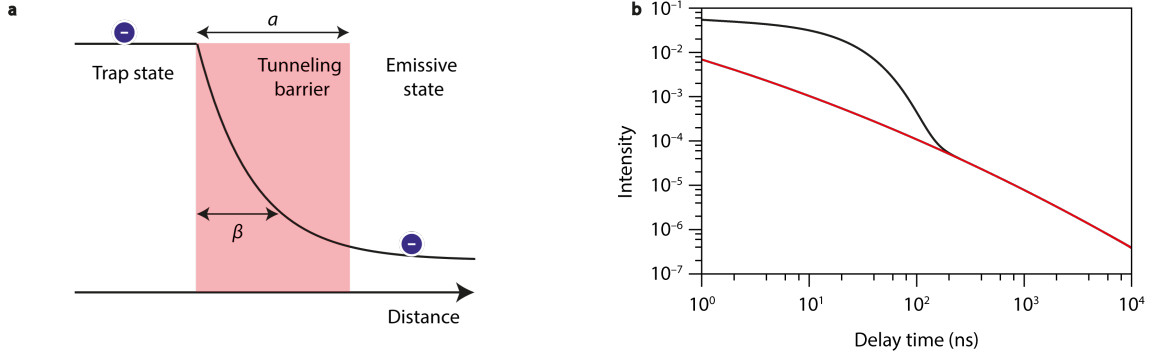 a
a
−
Trap state
Tunneling
barrier
Emissive
state
β
−
Distance
b
10⁻¹
10⁻²
10⁻³
10⁻⁴
10⁻⁵
10⁻⁶
10⁻⁷
Intensity
10⁰
10¹
10²
10³
10⁴
Delay time (ns)